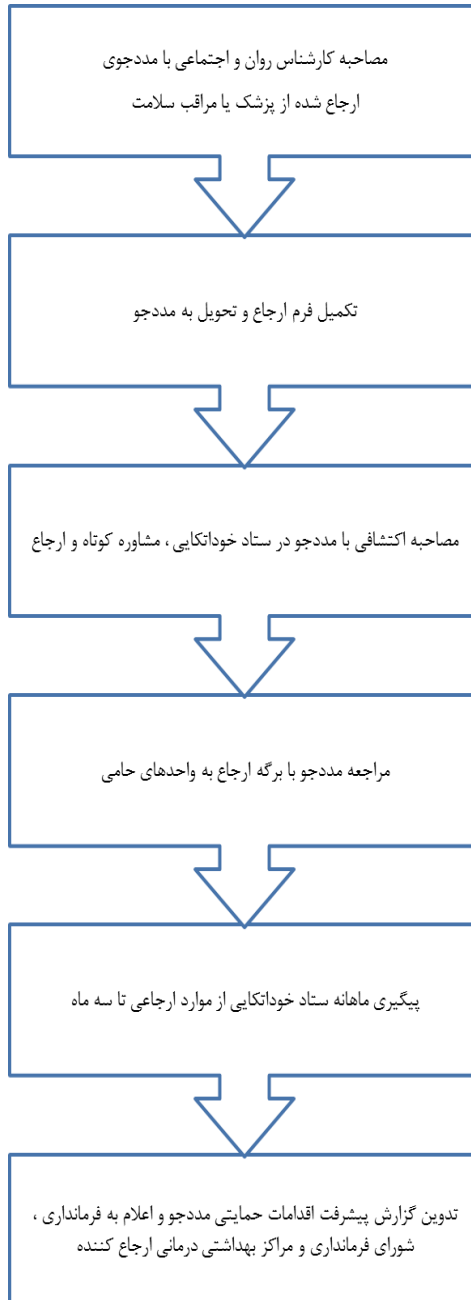 مصاحبه کارشناس روان و اجتماعی با مددجوی
ارجاع شده از پزشک یا مراقب سلامت
تکمیل فرم ارجاع و تحویل به مددجو
مصاحبه اکتشافی با مددجو در ستاد خوداتکایی ، مشاوره کوتاه و ارجاع
مراجعه مددجو با برگه ارجاع به واحدهای حامی
پیگیری ماهانه ستاد خوداتکایی از موارد ارجاعی تا سه ماه
تدوین گزارش پیشرفت اقدامات حمایتی مددجو و اعلام به فرمانداری ،
شورای فرمانداری و مراکز بهداشتی درمانی ارجاع کننده